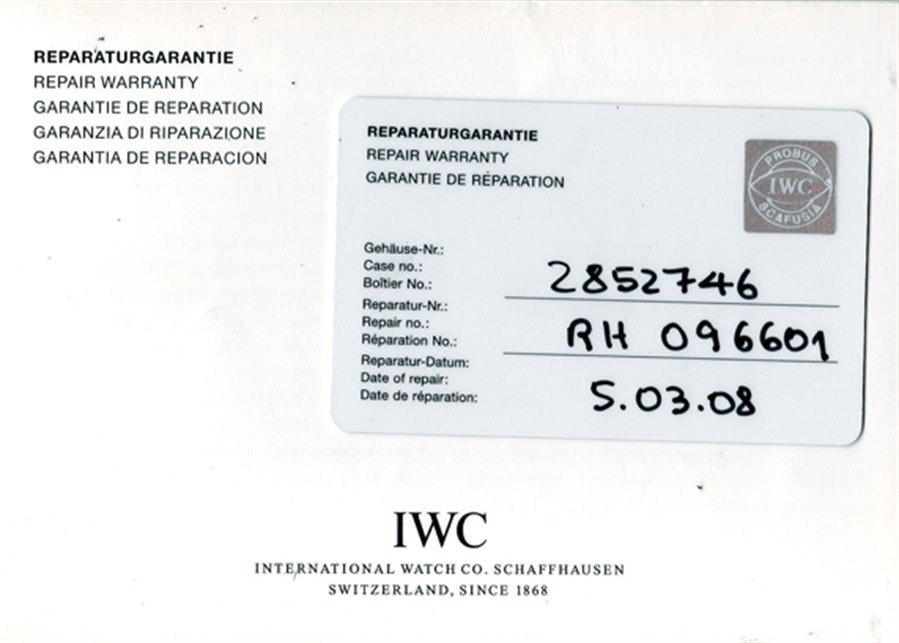 REPARATURGARANTIE
REPAIR WARRANTY
GARANTIE DE REPARATION
GARANZIA DI RIPARAZIONE
GARANTIA DE REPARACION
REPARATURGARANTIE
REPAIR WARRANTY
GARANTIE DE RÉPARATION
PROBUS
IWC
SCAFUSIA
Gehäuse-Nr.:
Case no.:
Boîtier No.:
2852746
Reparatur-Nr.:
Repair no.:
Réparation No.:
RH 096601
Reparatur-Datum:
Date of repair:
Date de réparation:
5.03.08
IWC
INTERNATIONAL WATCH CO. SCHAFFHAUSEN
SWITZERLAND, SINCE 1868